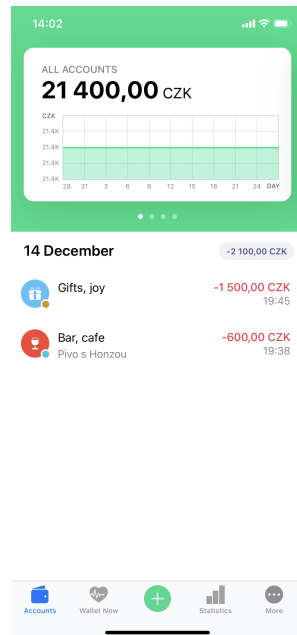 14:02
ALL ACCOUNTS
21 400,00 CZK
CZK
21.4K
21.4K
21.4K
21.4K
28 31 3 6 9 12 15 18 21 24 DAY
14 December -2 100,00 CZK
Gifts, joy -1 500,00 CZK
19:45
Bar, cafe -600,00 CZK
Pivo s Honzou 19:38
Accounts Wallet Now Statistics More